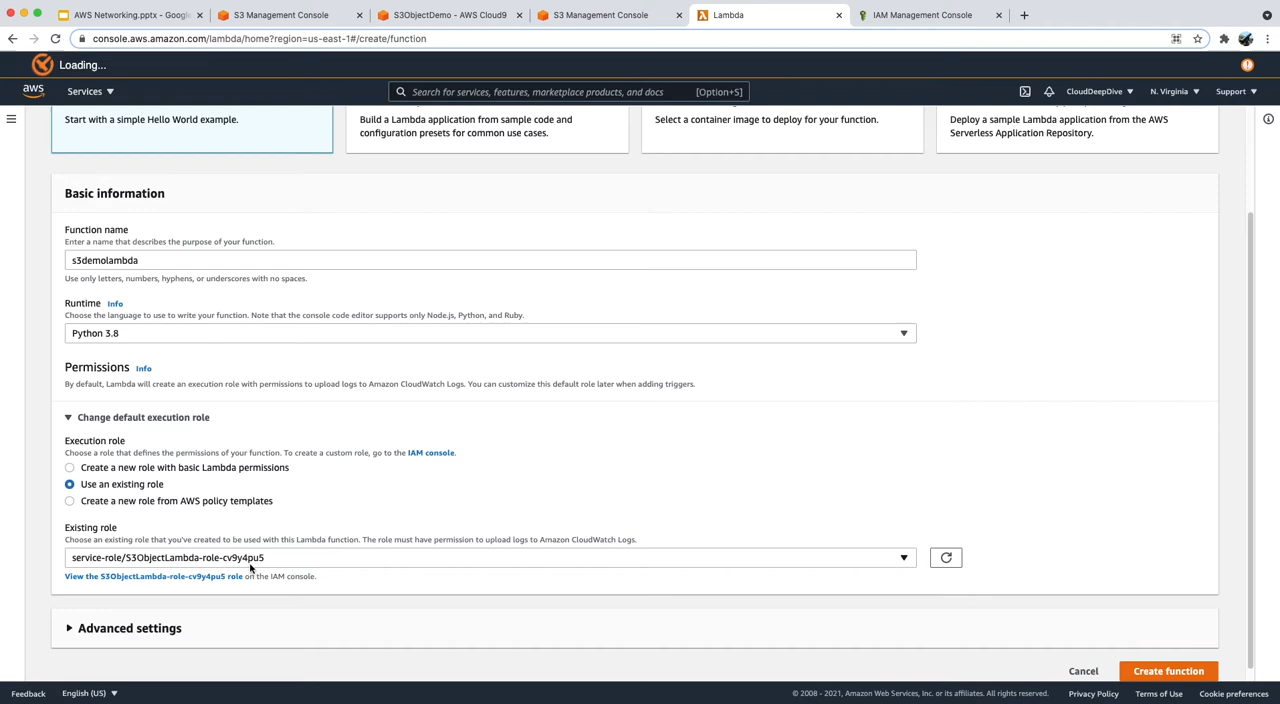 AWS Networking.pptx - Google
S3 Management Console
S3ObjectDemo - AWS Cloud9
S3 Management Console
Lambda
IAM Management Console
console.aws.amazon.com/lambda/home?region=us-east-1#/create/function
Loading...
aws
Services
Search for services, features, marketplace products, and docs
[Option+S]
CloudDeepDive
N. Virginia
Support
Start with a simple Hello World example.
Build a Lambda application from sample code and
configuration presets for common use cases.
Select a container image to deploy for your function.
Deploy a sample Lambda application from the AWS
Serverless Application Repository.
Basic information
Function name
Enter a name that describes the purpose of your function.
s3demolambda
Use only letters, numbers, hyphens, or underscores with no spaces.
Runtime Info
Choose the language to use to write your function. Note that the console code editor supports only Node.js, Python, and Ruby.
Python 3.8
Permissions Info
By default, Lambda will create an execution role with permissions to upload logs to Amazon CloudWatch Logs. You can customize this default role later when adding triggers.
Change default execution role
Execution role
Choose a role that defines the permissions of your function. To create a custom role, go to the IAM console.
Create a new role with basic Lambda permissions
Use an existing role
Create a new role from AWS policy templates
Existing role
Choose an existing role that you've created to be used with this Lambda function. The role must have permission to upload logs to Amazon CloudWatch Logs.
service-role/S3ObjectLambda-role-cv9y4pu5
View the S3ObjectLambda-role-cv9y4pu5 role on the IAM console.
Advanced settings
Cancel
Create function
Feedback
English (US)
© 2008 - 2021, Amazon Web Services, Inc. or its affiliates. All rights reserved.
Privacy Policy
Terms of Use
Cookie preferences